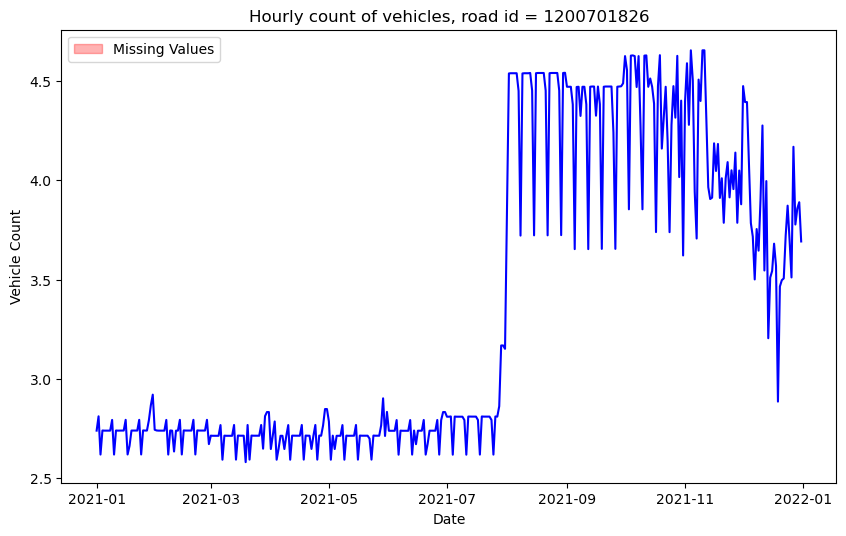 Hourly count of vehicles, road id = 1200701826
Missing Values
Vehicle Count
4.5
4.0
3.5
3.0
2.5
2021-01 2021-03 2021-05 2021-07 2021-09 2021-11 2022-01
Date